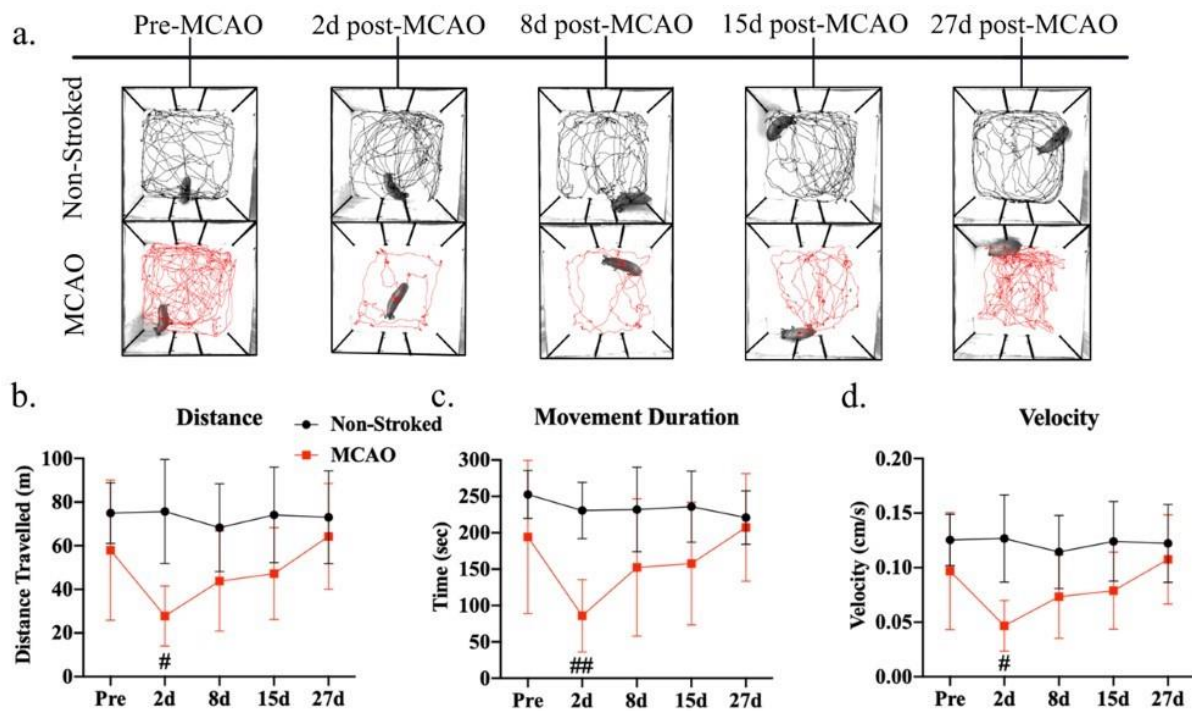 a.
Pre-MCAO 2d post-MCAO 8d post-MCAO 15d post-MCAO 27d post-MCAO
Non-Stroked
MCAO
b.
Distance
Non-Stroked
MCAO
Distance Travelled (m)
100
80
60
40
20
0
#
Pre 2d 8d 15d 27d
c.
Movement Duration
Time (sec)
300
250
200
150
100
50
0
##
Pre 2d 8d 15d 27d
d.
Velocity
Velocity (cm/s)
0.20
0.15
0.10
0.05
0.00
#
Pre 2d 8d 15d 27d